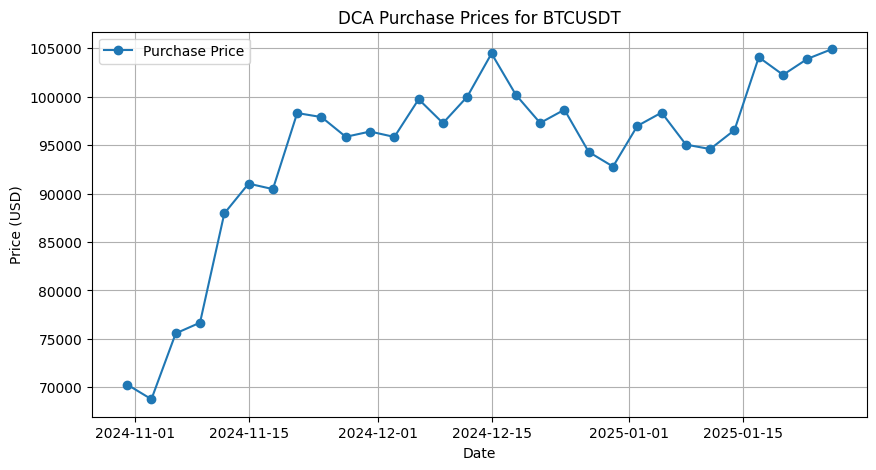 DCA Purchase Prices for BTCUSDT
Purchase Price
105000
100000
95000
90000
85000
80000
75000
70000
Price (USD)
2024-11-01 2024-11-15 2024-12-01 2024-12-15 2025-01-01 2025-01-15
Date